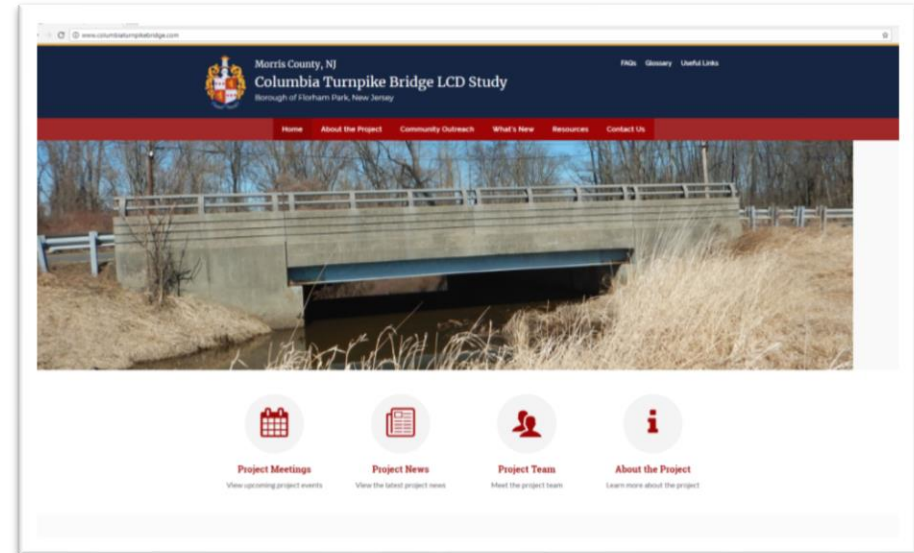 www.columbiaturnpikebridge.com
Morris County, NJ
Columbia Turnpike Bridge LCD Study
Borough of Florham Park, New Jersey
FAQs Glossary Useful Links
Home About the Project Community Outreach What's New Resources Contact Us
Project Meetings Project News Project Team About the Project
View upcoming project events View the latest project news Meet the project team Learn more about the project